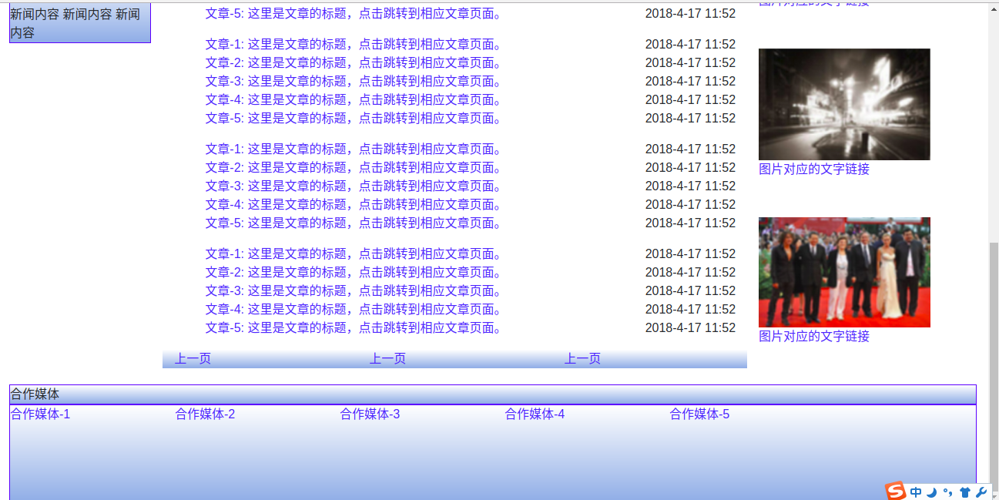 新闻内容 新闻内容 新闻
内容
文章-5: 这里是文章的标题，点击跳转到相应文章页面。 2018-4-17 11:52
文章-1: 这里是文章的标题，点击跳转到相应文章页面。 2018-4-17 11:52
文章-2: 这里是文章的标题，点击跳转到相应文章页面。 2018-4-17 11:52
文章-3: 这里是文章的标题，点击跳转到相应文章页面。 2018-4-17 11:52
文章-4: 这里是文章的标题，点击跳转到相应文章页面。 2018-4-17 11:52
文章-5: 这里是文章的标题，点击跳转到相应文章页面。 2018-4-17 11:52
文章-1: 这里是文章的标题，点击跳转到相应文章页面。 2018-4-17 11:52
文章-2: 这里是文章的标题，点击跳转到相应文章页面。 2018-4-17 11:52
文章-3: 这里是文章的标题，点击跳转到相应文章页面。 2018-4-17 11:52
文章-4: 这里是文章的标题，点击跳转到相应文章页面。 2018-4-17 11:52
文章-5: 这里是文章的标题，点击跳转到相应文章页面。 2018-4-17 11:52
文章-1: 这里是文章的标题，点击跳转到相应文章页面。 2018-4-17 11:52
文章-2: 这里是文章的标题，点击跳转到相应文章页面。 2018-4-17 11:52
文章-3: 这里是文章的标题，点击跳转到相应文章页面。 2018-4-17 11:52
文章-4: 这里是文章的标题，点击跳转到相应文章页面。 2018-4-17 11:52
文章-5: 这里是文章的标题，点击跳转到相应文章页面。 2018-4-17 11:52
上一页 上一页 上一页
图片对应的文字链接
图片对应的文字链接
合作媒体
合作媒体-1 合作媒体-2 合作媒体-3 合作媒体-4 合作媒体-5
S 中